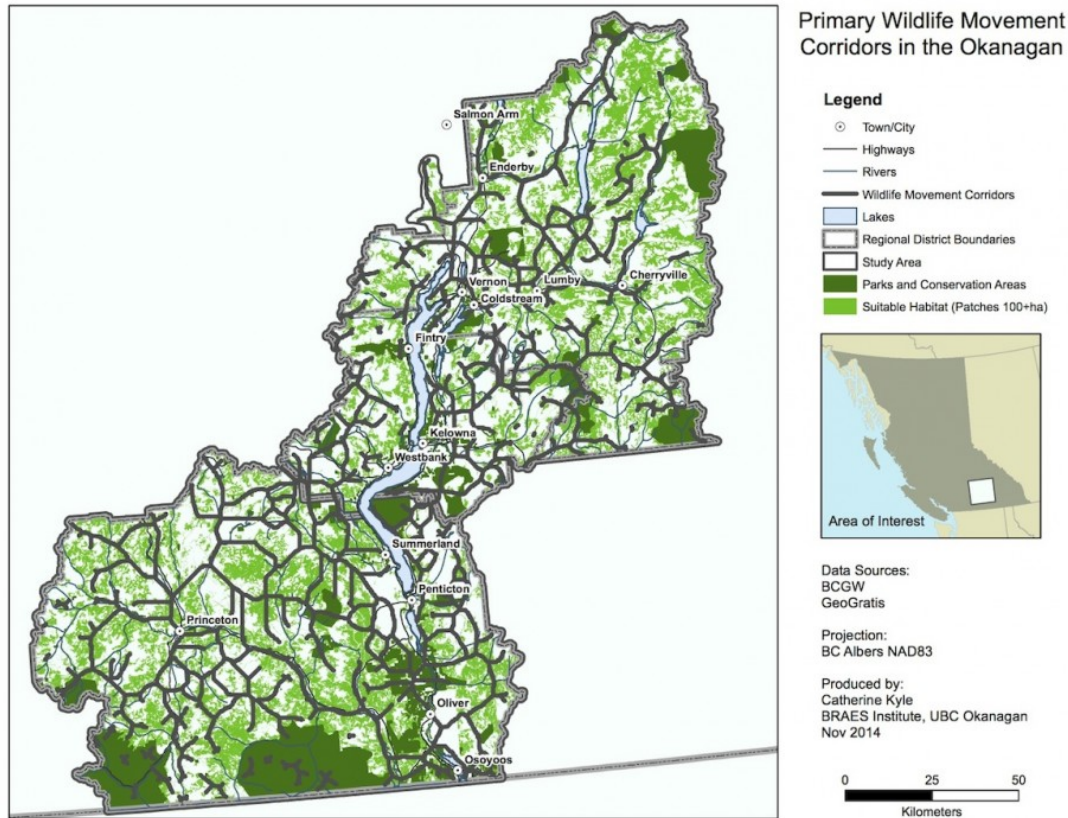 Primary Wildlife Movement
Corridors in the Okanagan
Legend
Town/City
Highways
Rivers
Wildlife Movement Corridors
Lakes
Regional District Boundaries
Study Area
Parks and Conservation Areas
Suitable Habitat (Patches 100+ha)
Salmon Arm
Enderby
Cherryville
Lumby
Vernon
Coldstream
Fintry
Kelowna
Westbank
Summerland
Penticton
Princeton
Oliver
Osoyoos
Area of Interest
Data Sources:
BCGW
GeoGratis
Projection:
BC Albers NAD83
Produced by:
Catherine Kyle
BRAES Institute, UBC Okanagan
Nov 2014
0 25 50
Kilometers